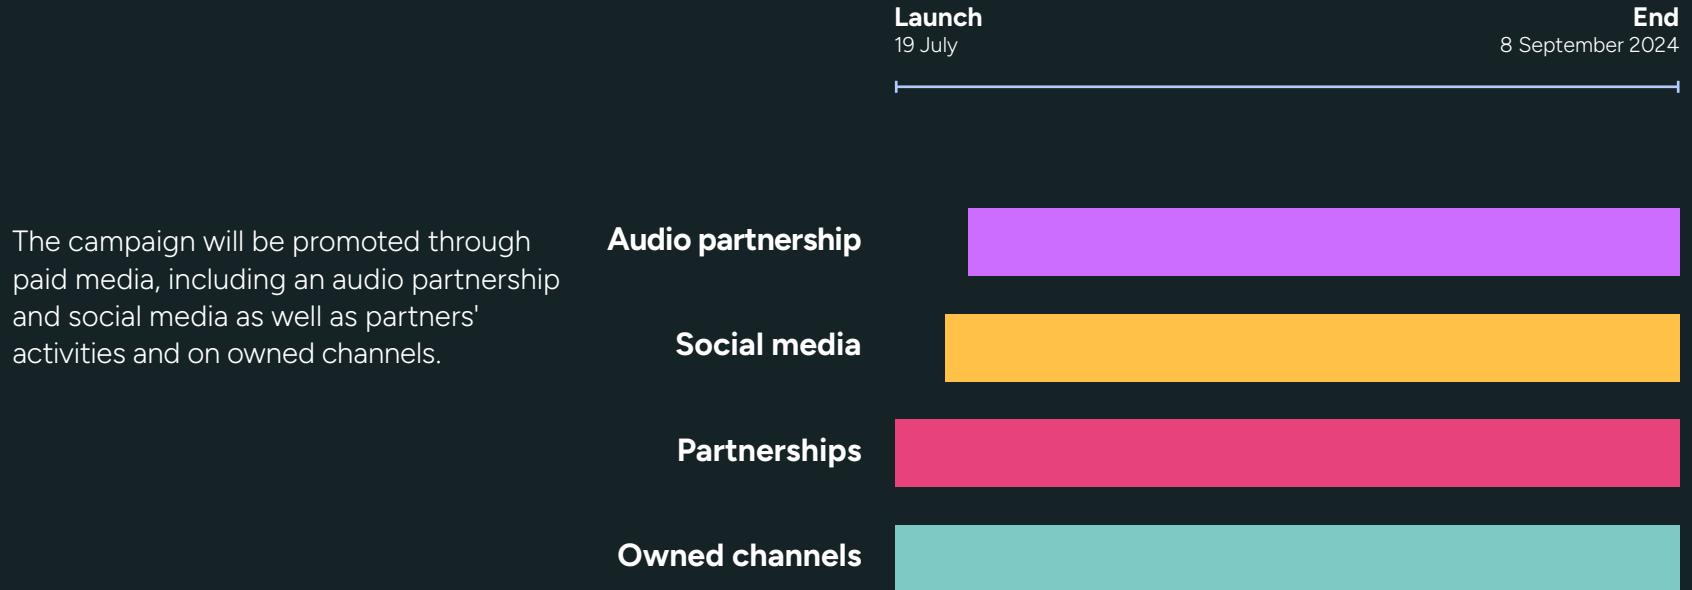 Launch
End
19 July
8 September 2024
The campaign will be promoted through
paid media, including an audio partnership
and social media as well as partners'
activities and on owned channels.
Audio partnership
Social media
Partnerships
Owned channels